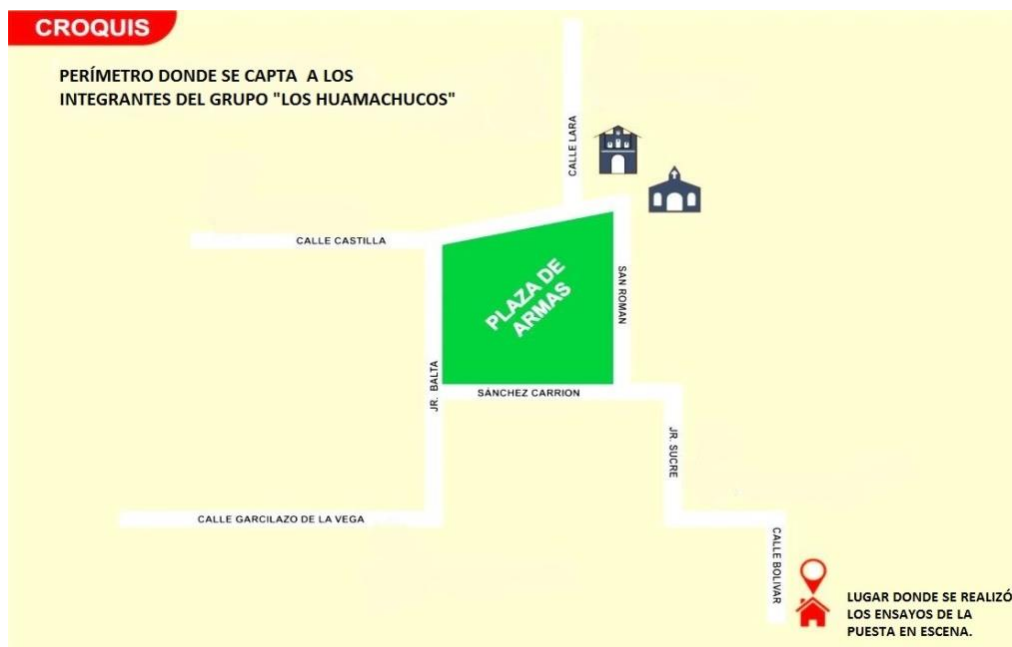 CROQUIS
PERÍMETRO DONDE SE CAPTA A LOS
INTEGRANTES DEL GRUPO "LOS HUAMACHUCOS"
CALLE LARA
CALLE CASTILLA
PLAZA DE
ARMAS
SAN ROMAN
JR. BALTA
SÁNCHEZ CARRION
JR. SUCRE
CALLE GARCILAZO DE LA VEGA
CALLE BOLIVAR
LUGAR DONDE SE REALIZÓ
LOS ENSAYOS DE LA
PUESTA EN ESCENA.